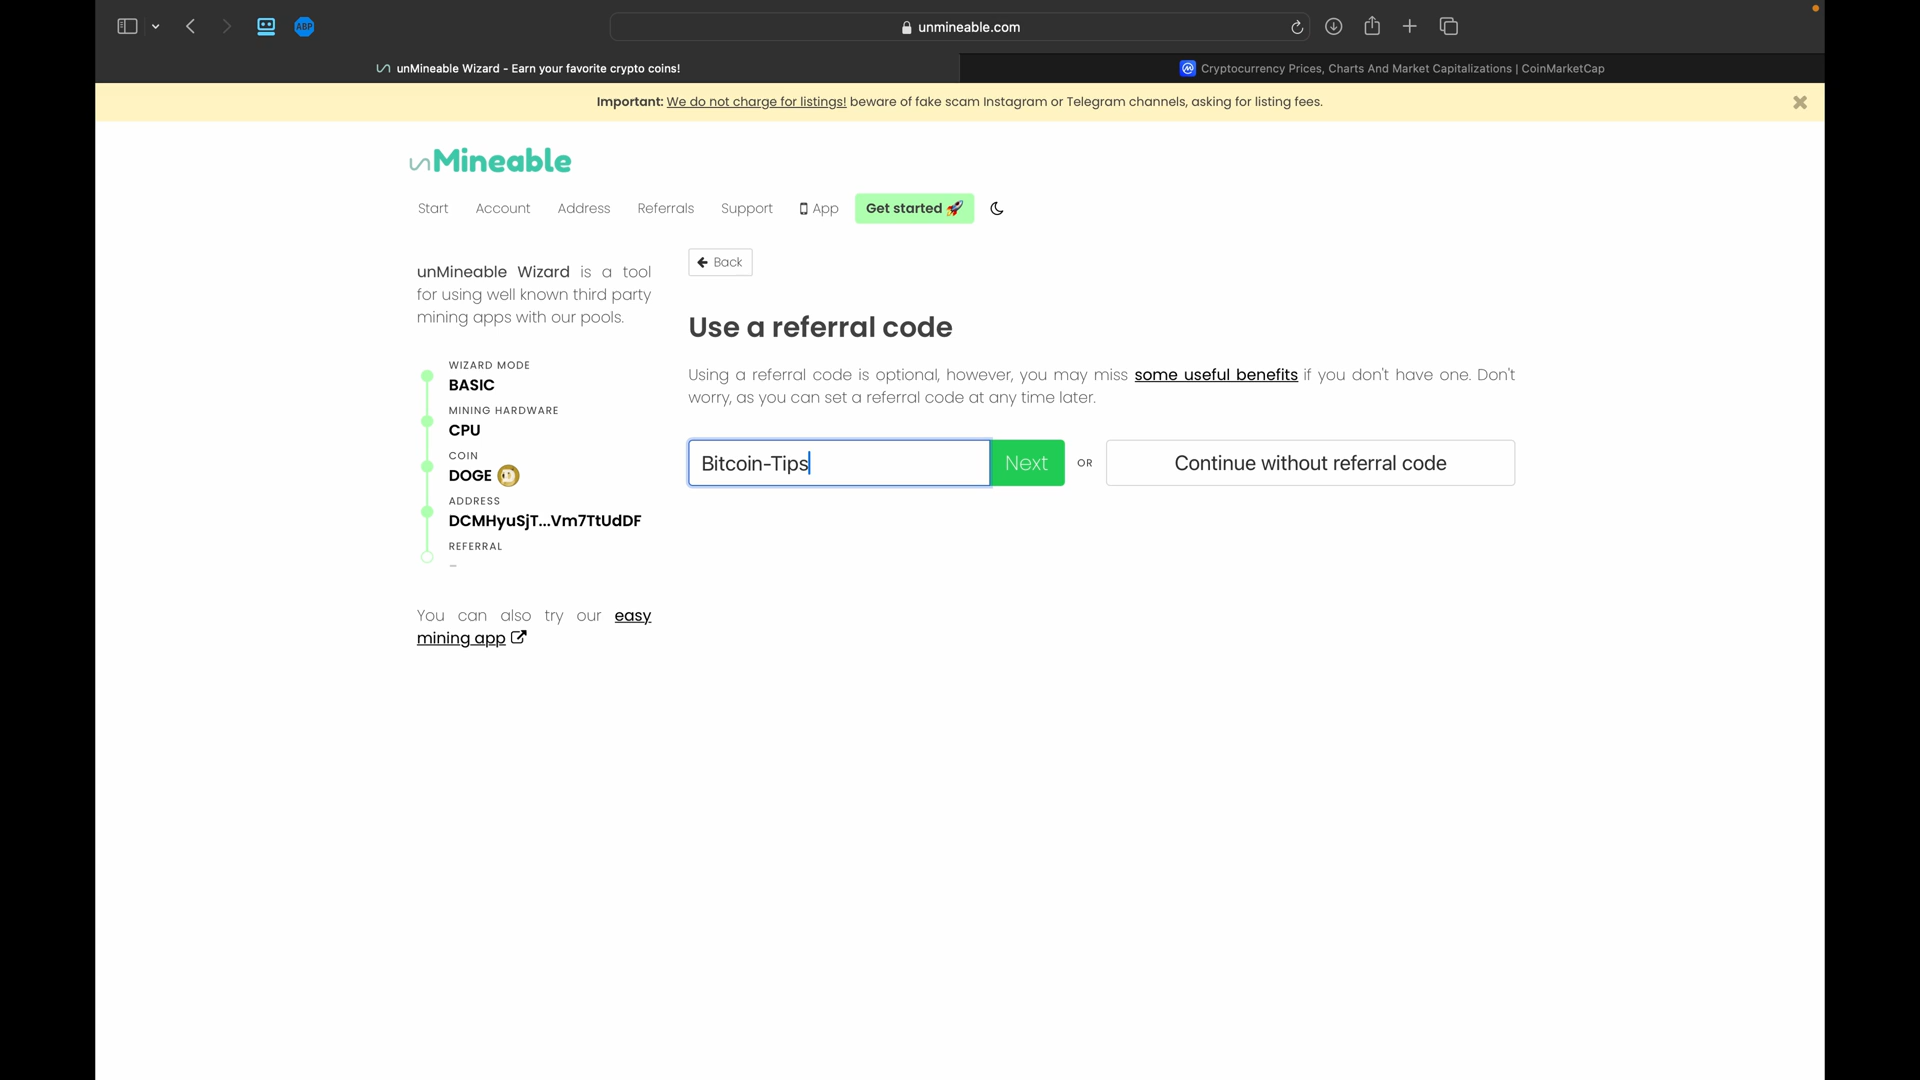 ABP
unmineable.com
unMineable Wizard - Earn your favorite crypto coins!
Cryptocurrency Prices, Charts And Market Capitalizations | CoinMarketCap
Important: We do not charge for listings! beware of fake scam Instagram or Telegram channels, asking for listing fees.
unMineable
Start
Account
Address
Referrals
Support
App
Get started 🚀
Back
unMineable Wizard is a tool
for using well known third party
mining apps with our pools.
WIZARD MODE
BASIC
MINING HARDWARE
CPU
COIN
DOGE
ADDRESS
DCMHyuSjT...Vm7TtUdDF
REFERRAL
–
You can also try our easy
mining app
Use a referral code
Using a referral code is optional, however, you may miss some useful benefits if you don't have one. Don't
worry, as you can set a referral code at any time later.
Bitcoin-Tips
Next
OR
Continue without referral code